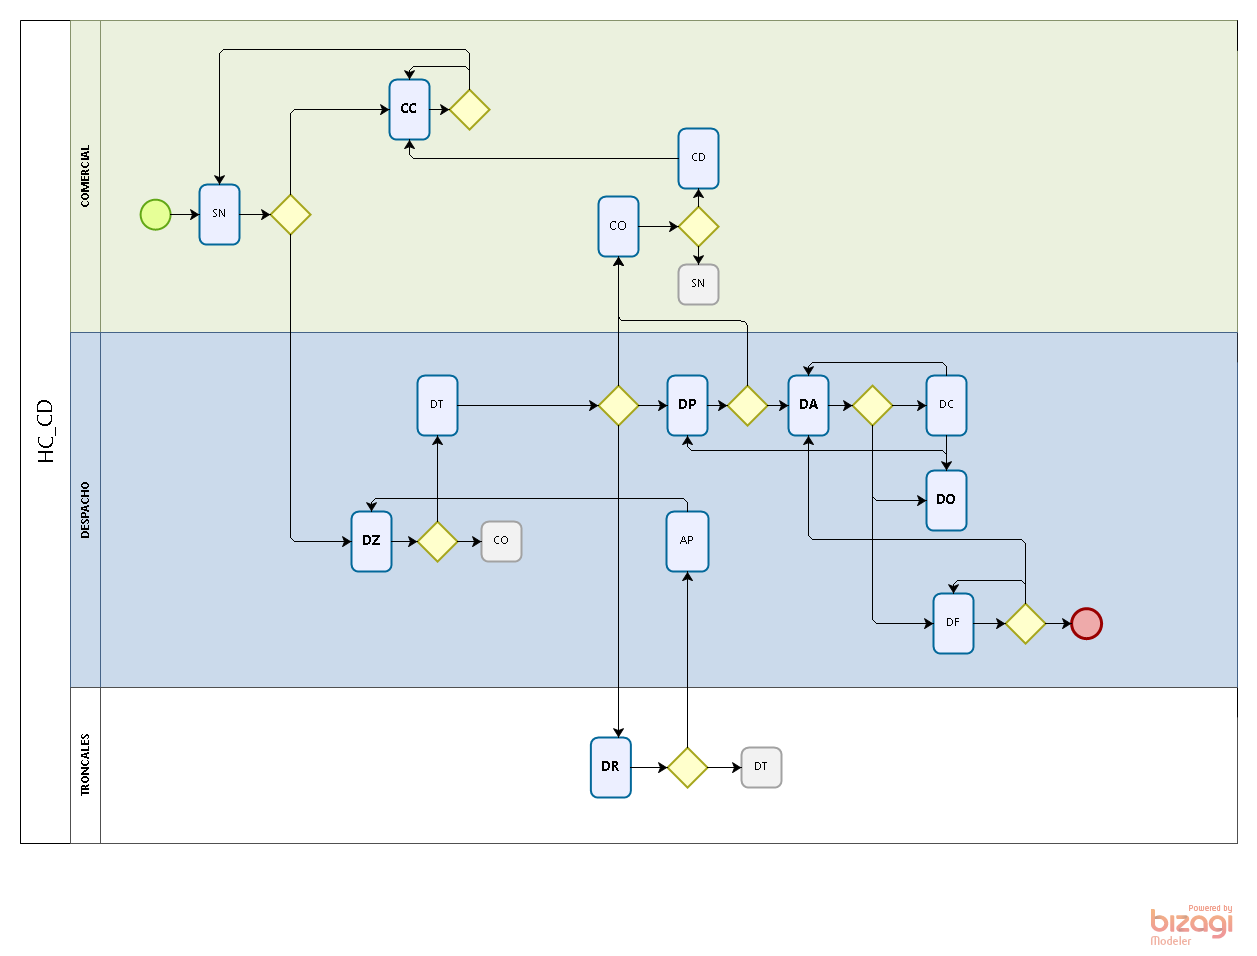 HC_CD
COMERCIAL
CC
CD
SN
CO
SN
DESPACHO
DT
DP
DA
DC
DO
DZ
CO
AP
DF
TRONCALES
DR
DT
Powered by
bizagi
Modeler